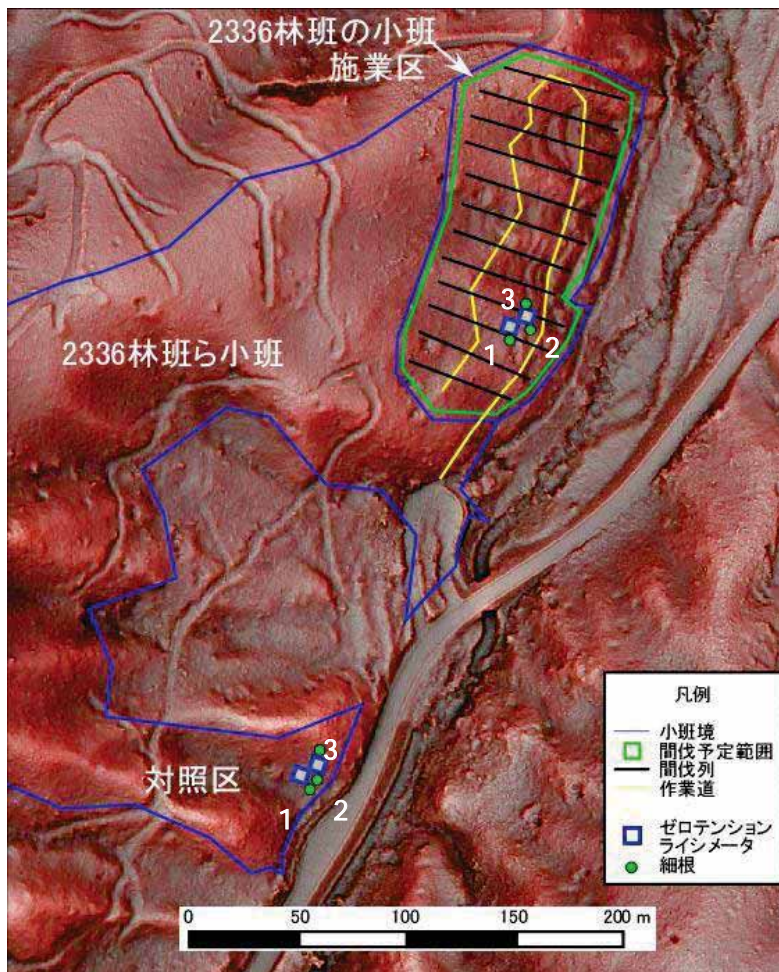 2336林班の小班
施業区
3
1
2
2336林班ら小班
対照区
3
1
2
凡例
小班境
間伐予定範囲
間伐列
作業道
ゼロテンション
ライシメータ
細根
0 50 100 150 200 m